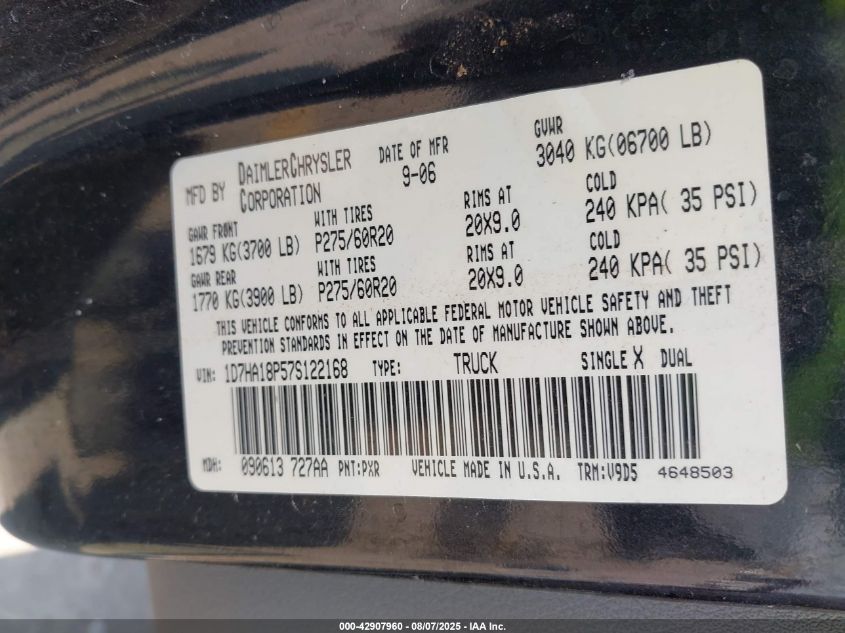 MFD BY DAIMLERCHRYSLER CORPORATION DATE OF MFR 9-06 GVWR 3040 KG(06700 LB)
GAWR FRONT WITH TIRES RIMS AT COLD
1679 KG(3700 LB) P275/60R20 20X9.0 240 KPA( 35 PSI)
GAWR REAR WITH TIRES RIMS AT COLD
1770 KG(3900 LB) P275/60R20 20X9.0 240 KPA( 35 PSI)
THIS VEHICLE CONFORMS TO ALL APPLICABLE FEDERAL MOTOR VEHICLE SAFETY AND THEFT
PREVENTION STANDARDS IN EFFECT ON THE DATE OF MANUFACTURE SHOWN ABOVE.
VIN: 1D7HA18P57S122168 TYPE: TRUCK SINGLE X DUAL
MDH: 090613 727AA PNT:PXR VEHICLE MADE IN U.S.A. TRM:V9D5 4648503
000-42907960 - 08/07/2025 - IAA Inc.